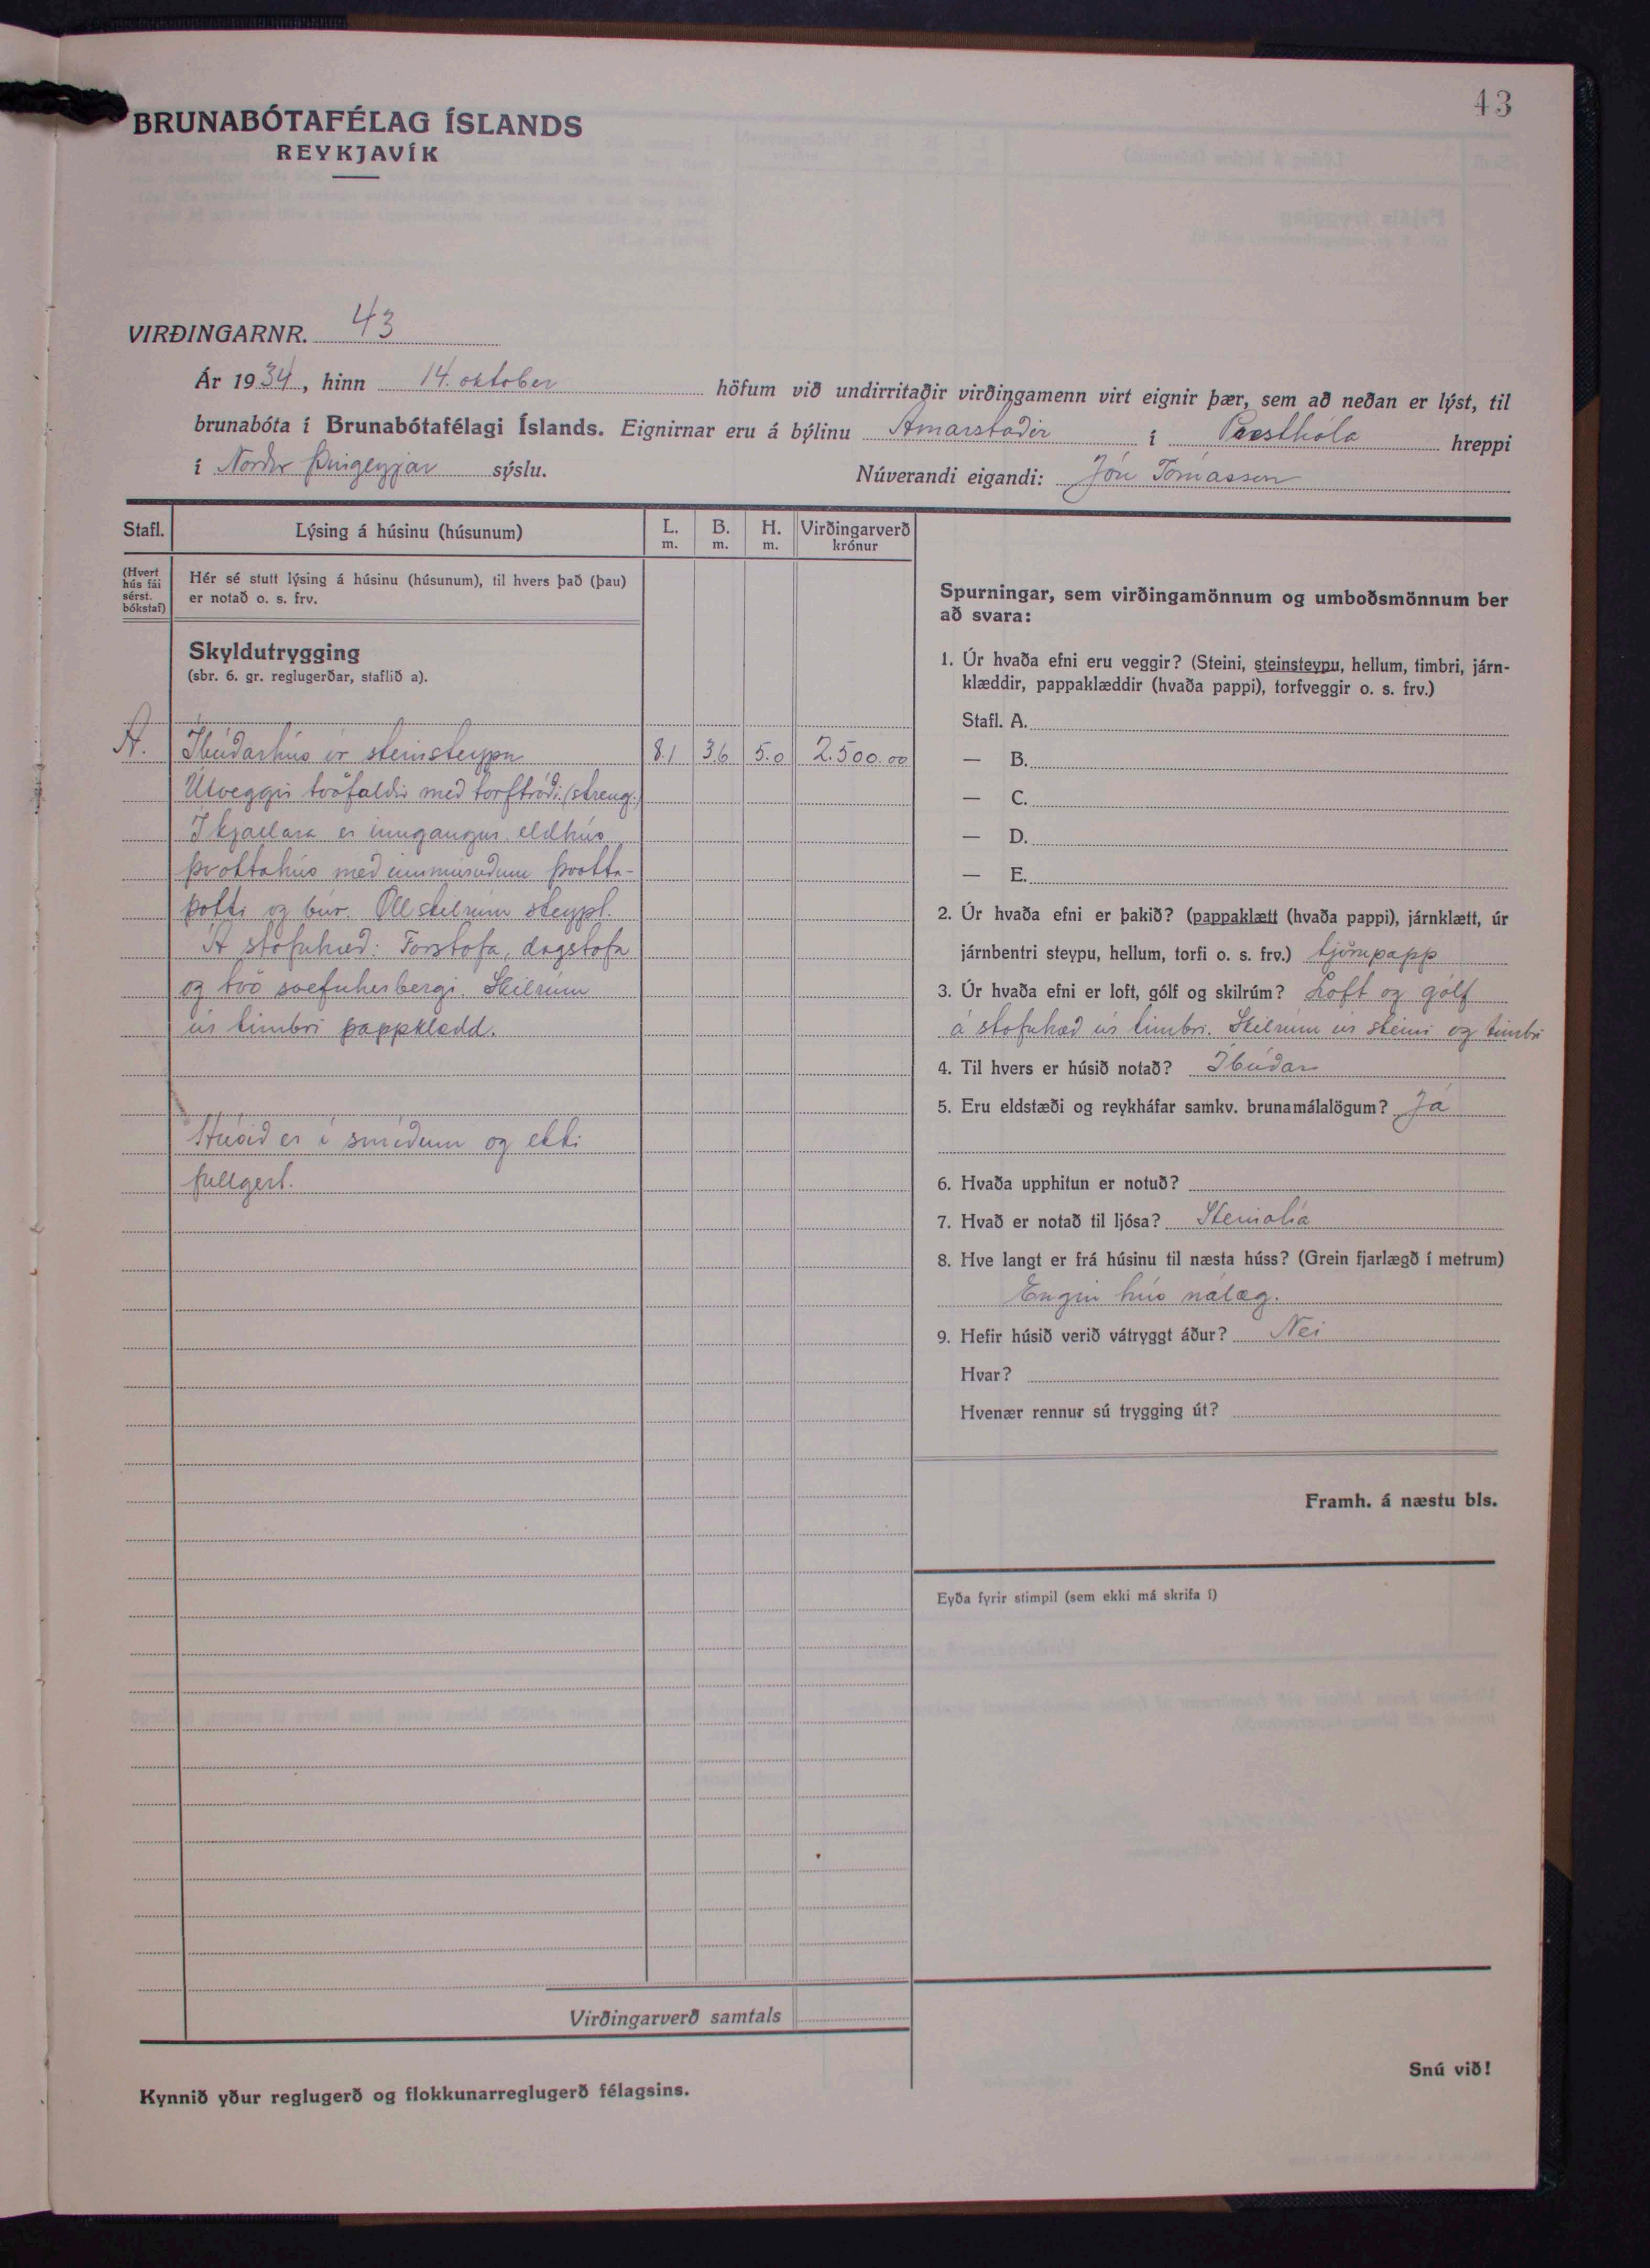 43
BRUNABÓTAFÉLAG ÍSLANDS
REYKJAVÍK
VIRÐINGARNR. 43
Ár 1934, hinn 14. oktober höfum við undirritaðir virðingamenn virt eignir þær, sem að neðan er lýst, til
brunabóta í Brunabótafélagi Íslands. Eignirnar eru á býlinu Arnarstaðir í Presthóla hreppi
í Norður Þingeyjar sýslu. Núverandi eigandi: Jón Tómasson
Stafl. Lýsing á húsinu (húsunum) L. m. B. m. H. m. Virðingarverð krónur
(Hvert hús fái sérst. bókstaf)
Hér sé stutt lýsing á húsinu (húsunum), til hvers það (þau)
er notað o. s. frv.
Skyldutrygging
(sbr. 6. gr. reglugerðar, staflið a).
A. Íbúðarhús úr steinsteypu 8.1 3.6 5.0 2.500.00
Útveggir tvöfaldir með torftróði (streng.)
Í kjallara er inngangur, eldhús
þvottahús með innmúruðum þvotta-
potti og búr. Öll skilrúm steypt.
Á stofuhæð: Forstofa, dagstofa
og tvö svefnherbergi. Skilrúm
úr timbri pappklædd.
Húsið er í smíðum og ekki
fullgert.
Virðingarverð samtals
Kynnið yður reglugerð og flokkunarreglugerð félagsins.
Spurningar, sem virðingamönnum og umboðsmönnum ber
að svara:
1. Úr hvaða efni eru veggir? (Steini, steinsteypu, hellum, timbri, járn-
klæddir, pappaklæddir (hvaða pappi), torfveggir o. s. frv.)
Stafl. A.
— B.
— C.
— D.
— E.
2. Úr hvaða efni er þakið? (pappaklætt (hvaða pappi), járnklætt, úr
járnbentri steypu, hellum, torfi o. s. frv.) tjörupapp
3. Úr hvaða efni er loft, gólf og skilrúm? Loft og gólf
á stofuhæð úr timbri. Skilrúm úr steini og timbri
4. Til hvers er húsið notað? Íbúðar
5. Eru eldstæði og reykháfar samkv. brunamálalögum? Já
6. Hvaða upphitun er notuð?
7. Hvað er notað til ljósa? Steinolía
8. Hve langt er frá húsinu til næsta húss? (Grein fjarlægð í metrum)
Engin hús nálæg.
9. Hefir húsið verið vátryggt áður? Nei
Hvar?
Hvenær rennur sú trygging út?
Framh. á næstu bls.
Eyða fyrir stimpil (sem ekki má skrifa í)
Snú við!